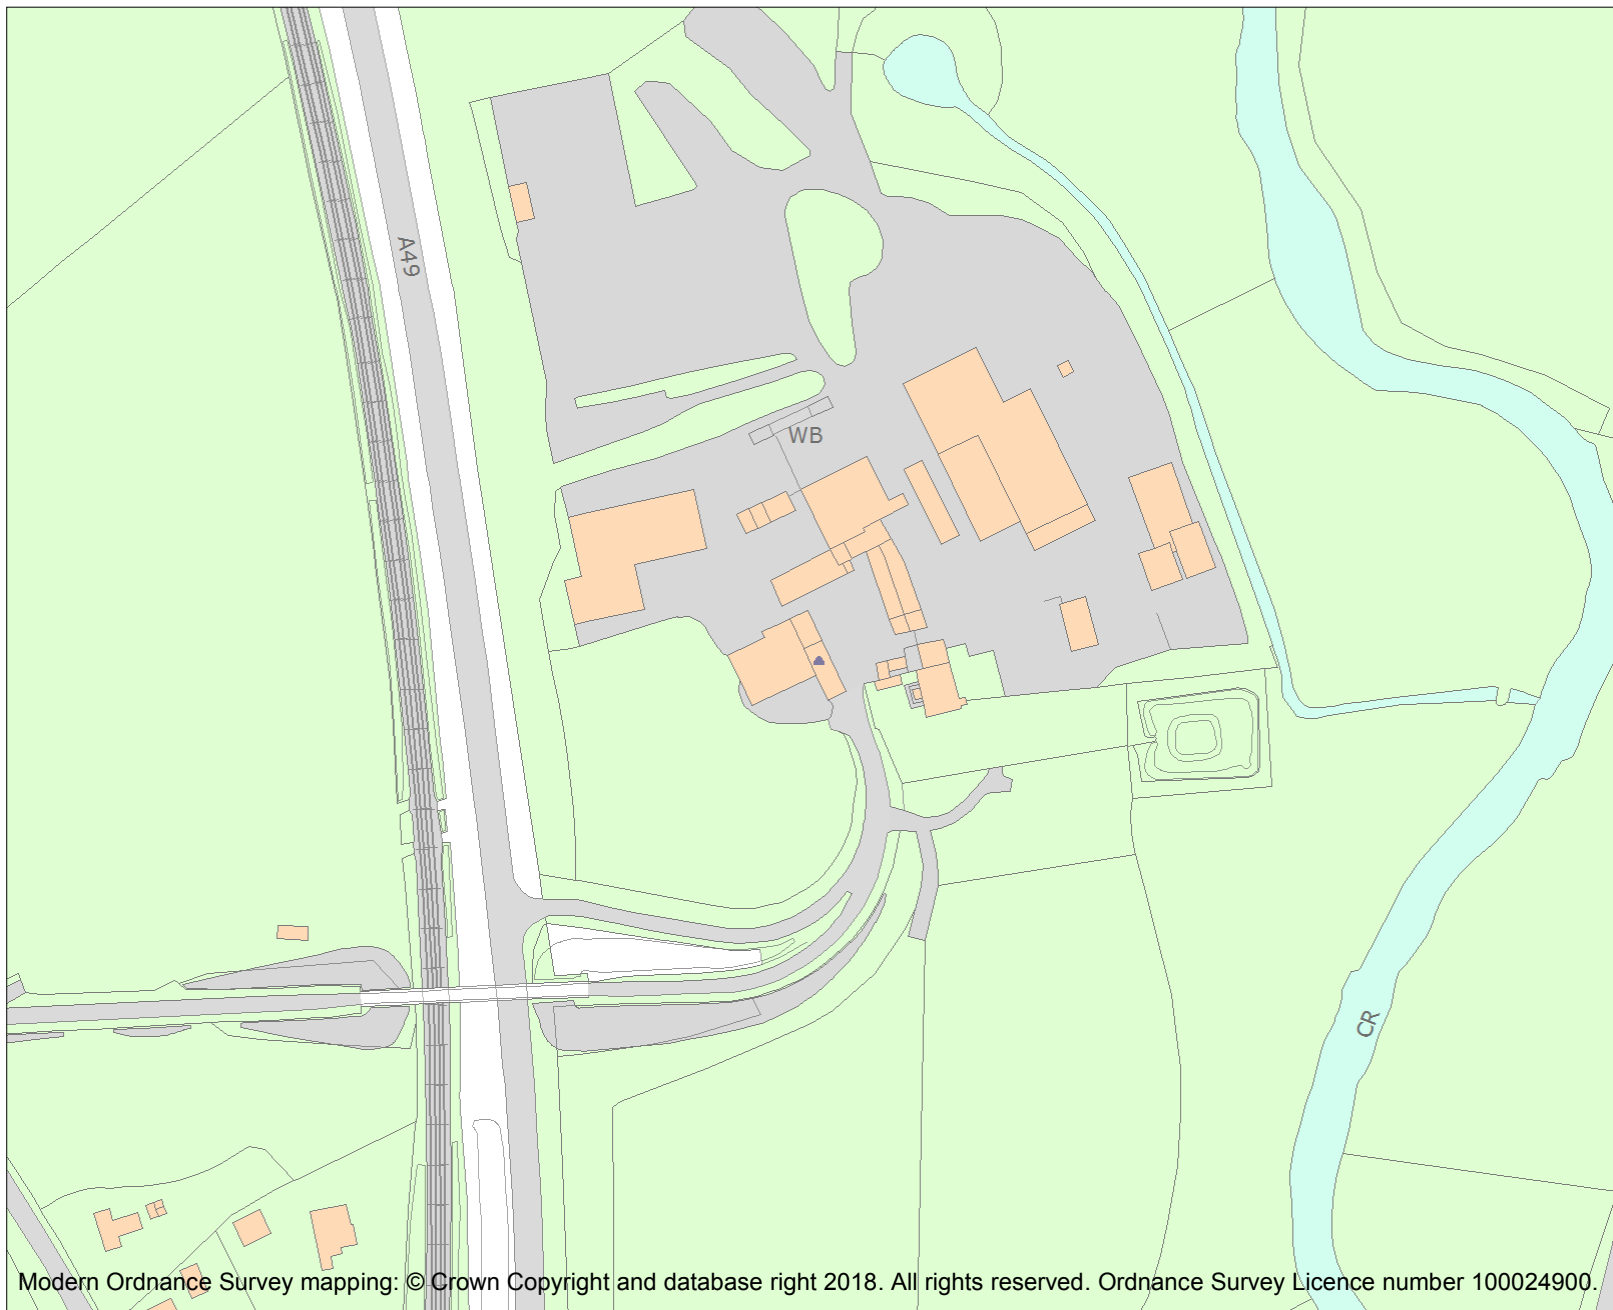 A49
WB
CR
Modern Ordnance Survey mapping: © Crown Copyright and database right 2018. All rights reserved. Ordnance Survey Licence number 100024900.